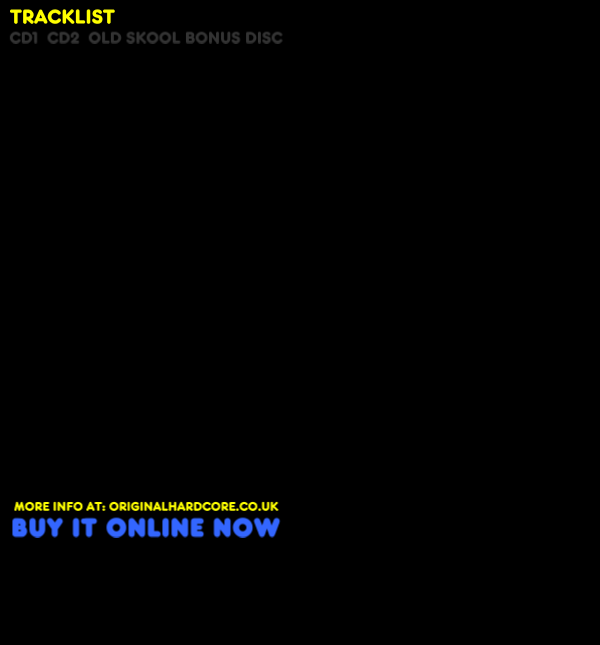 TRACKLIST
CD1 CD2 OLD SKOOL BONUS DISC
MORE INFO AT: ORIGINALHARDCORE.CO.UK
BUY IT ONLINE NOW